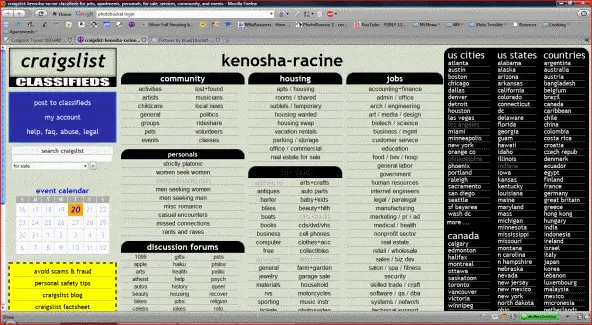 craigslist kenosha-racine classifieds for jobs, apartments, personals, for sale, services, community, and events - Mozilla Firefox
photobucket login
Apartments
craigslist: kenosha-racine c...
craigslist
CLASSIFIEDS
post to classifieds
my account
help, faq, abuse, legal
search craigslist
for sale
event calendar
S M T W T F S
16 17 18 19 20 21 22
20
avoid scams & fraud
personal safety tips
craigslist blog
craigslist factsheet
kenosha-racine
community
activities lost+found
artists musicians
childcare local news
general politics
groups rideshare
pets volunteers
events classes
personals
strictly platonic
women seek women
men seeking women
men seeking men
misc romance
casual encounters
missed connections
rants and raves
discussion forums
1099 gifts pets
apple haiku philos
arts health politic
atheist help psych
autos history queer
beauty housing recover
bikes jobs religion
celebs jokes rofo
housing
apts / housing
rooms / shared
sublets / temporary
housing wanted
housing swap
vacation rentals
parking / storage
office / commercial
real estate for sale
for sale
appliances arts+crafts
antiques auto parts
barter baby+kids
bikes beauty+hlth
boats
books cds/dvd/vhs
business cell phones
computer clothes+acc
free collectibles
furniture electronics
general farm+garden
jewelry garage sale
materials household
rvs motorcycles
sporting music instr
tickets photo+video
jobs
accounting+finance
admin / office
arch / engineering
art / media / design
biotech / science
business / mgmt
customer service
education
food / bev / hosp
general labor
government
human resources
internet engineers
legal / paralegal
manufacturing
marketing / pr / ad
medical / health
nonprofit sector
real estate
retail / wholesale
sales / biz dev
salon / spa / fitness
security
skilled trade / craft
software / qa / dba
systems / network
technical support
us cities
atlanta
austin
boston
chicago
dallas
denver
detroit
houston
las vegas
los angeles
miami
minneapolis
new york
orange co
philadelphia
phoenix
portland
raleigh
sacramento
san diego
seattle
sf bayarea
wash dc
more ...
canada
calgary
edmonton
halifax
montreal
ottawa
saskatoon
toronto
vancouver
victoria
winnipeg
us states
alabama
alaska
arizona
arkansas
california
colorado
connecticut
dc
delaware
florida
georgia
guam
hawaii
idaho
illinois
indiana
iowa
kansas
kentucky
louisiana
maine
maryland
mass
michigan
minnesota
mississippi
missouri
montana
n carolina
n hampshire
nebraska
nevada
new jersey
new mexico
new york
north dakota
ohio
countries
argentina
australia
austria
bangladesh
belgium
brazil
canada
caribbean
chile
china
colombia
costa rica
croatia
czech repub
denmark
ecuador
egypt
finland
france
germany
great britain
greece
hong kong
hungary
india
indonesia
ireland
israel
italy
japan
korea
lebanon
luxembourg
malaysia
mexico
micronesia
netherlands
Done